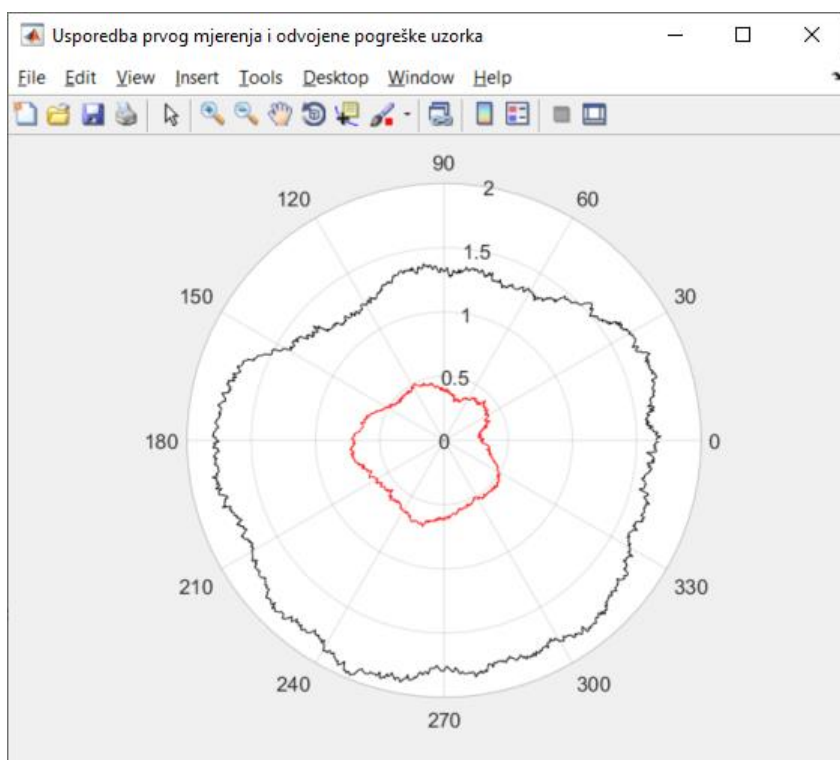 Usporedba prvog mjerenja i odvojene pogreške uzorka
File Edit View Insert Tools Desktop Window Help
90
120 2 60
1.5
150 30
1
0.5
180 0 0
210 330
240 300
270